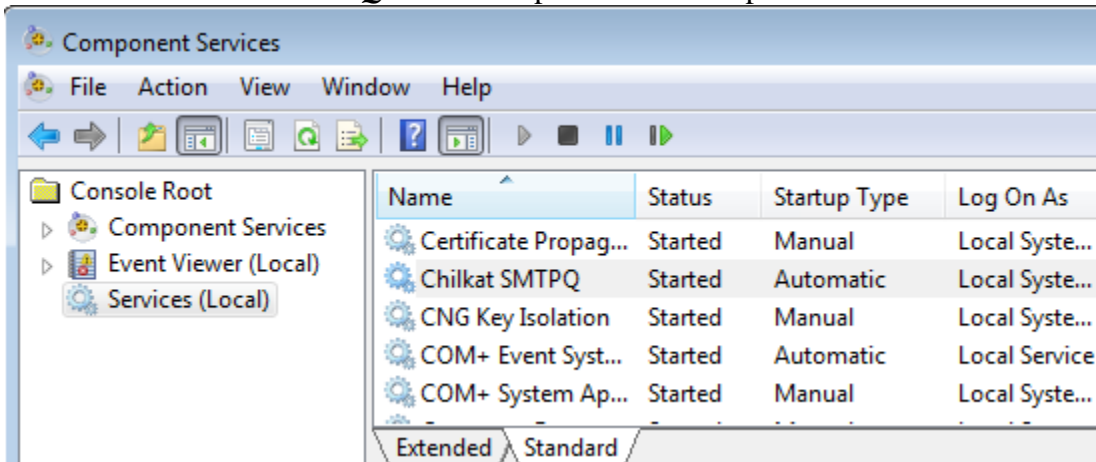 Q
Component Services
File Action View Window Help
Console Root
Component Services
Event Viewer (Local)
Services (Local)
Name Status Startup Type Log On As
Certificate Propag... Started Manual Local Syste...
Chilkat SMTPQ Started Automatic Local Syste...
CNG Key Isolation Started Manual Local Syste...
COM+ Event Syst... Started Automatic Local Service
COM+ System Ap... Started Manual Local Syste...
Extended Standard